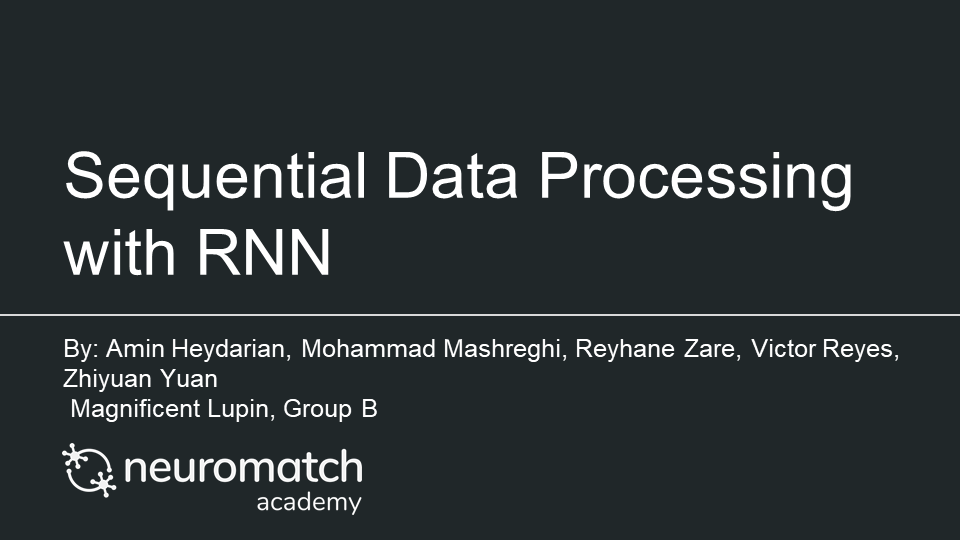 Sequential Data Processing
with RNN
By: Amin Heydarian, Mohammad Mashreghi, Reyhane Zare, Victor Reyes,
Zhiyuan Yuan
Magnificent Lupin, Group B
neuromatch
academy